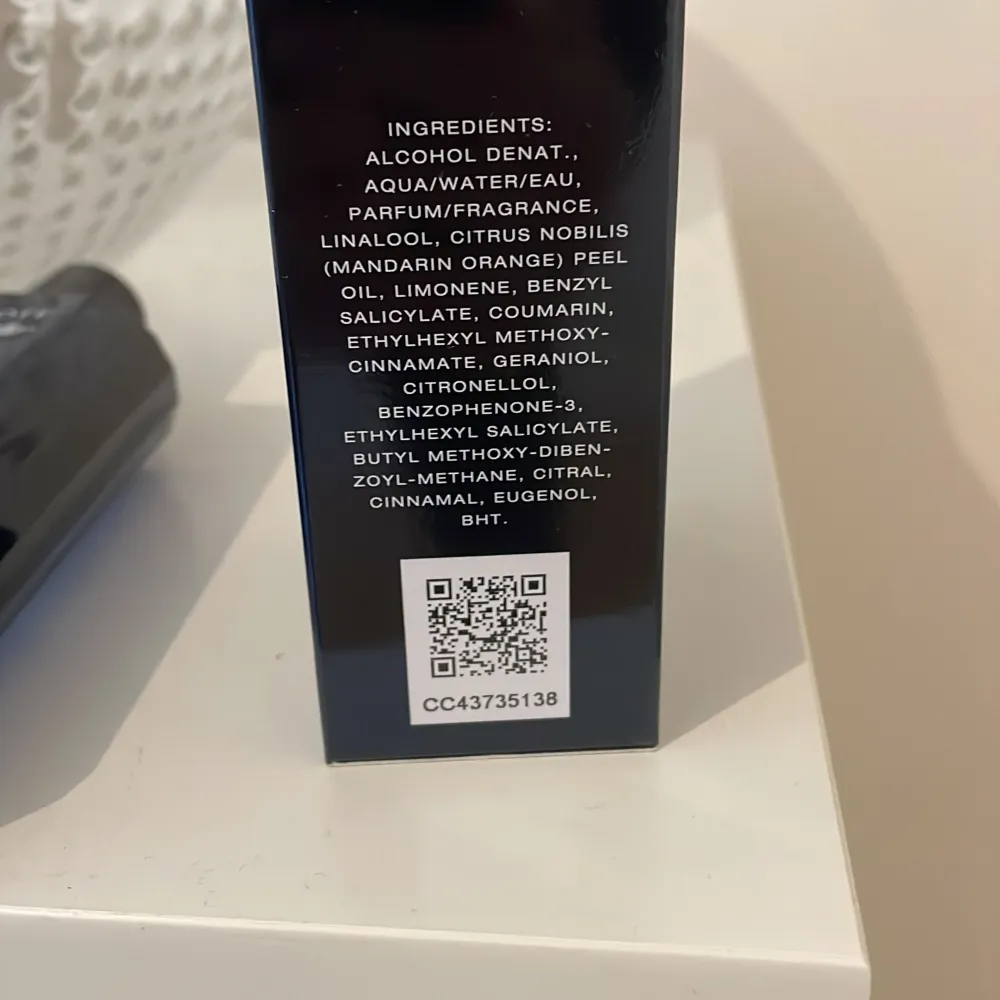 INGREDIENTS:
ALCOHOL DENAT.,
AQUA/WATER/EAU,
PARFUM/FRAGRANCE,
LINALOOL, CITRUS NOBILIS
(MANDARIN ORANGE) PEEL
OIL, LIMONENE, BENZYL
SALICYLATE, COUMARIN,
ETHYLHEXYL METHOXY-
CINNAMATE, GERANIOL,
CITRONELLOL,
BENZOPHENONE-3,
ETHYLHEXYL SALICYLATE,
BUTYL METHOXY-DIBEN-
ZOYL-METHANE, CITRAL,
CINNAMAL, EUGENOL,
BHT.
CC43735138